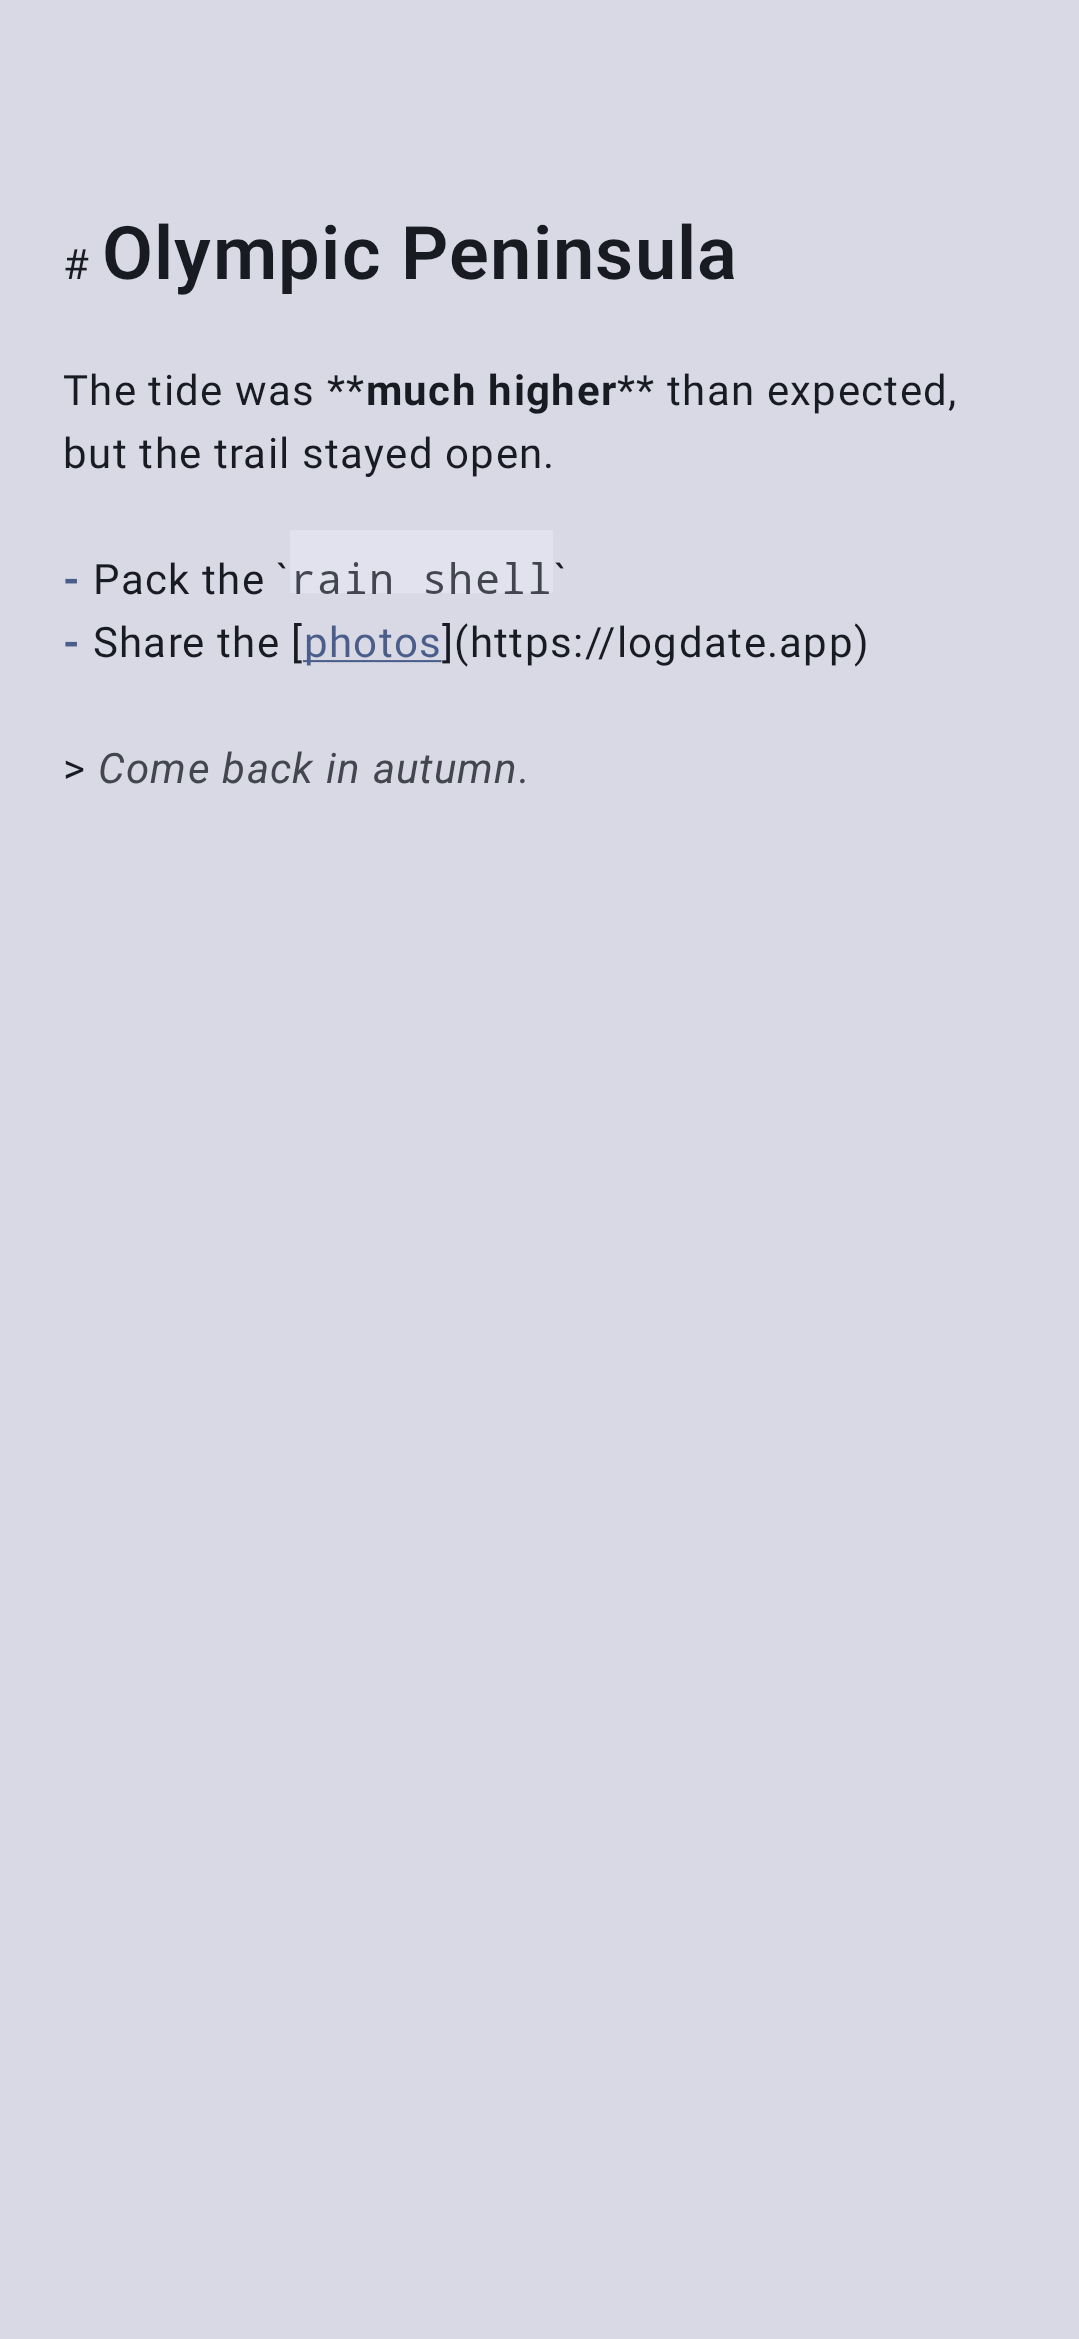 # Olympic Peninsula
The tide was **much higher** than expected,
but the trail stayed open.
- Pack the `rain shell`
- Share the [photos](https://logdate.app)
> Come back in autumn.